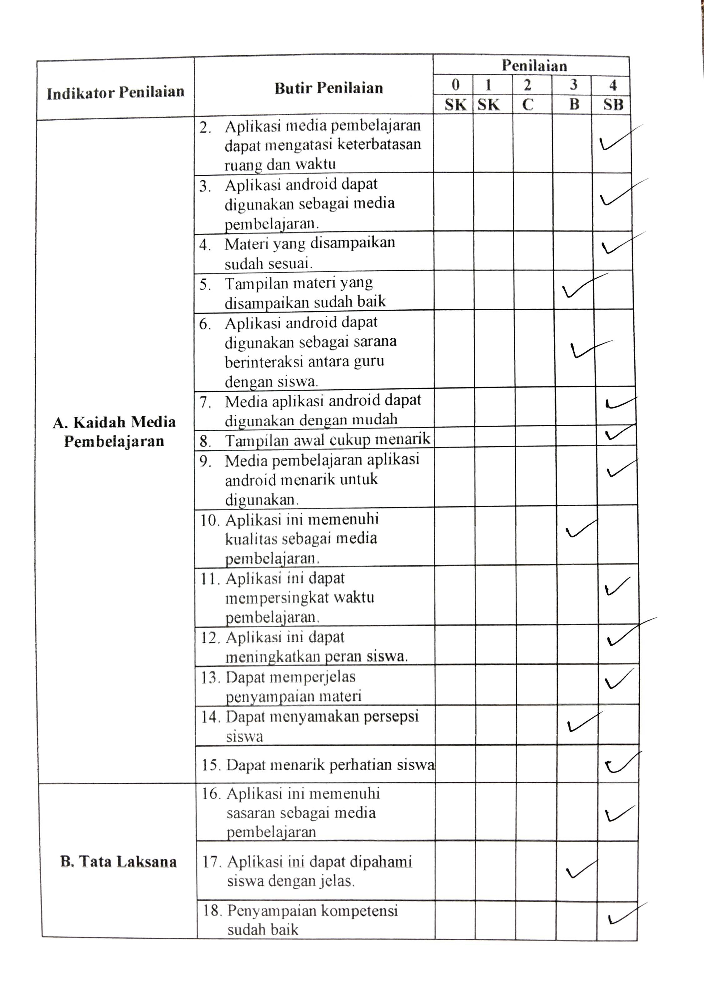 Indikator Penilaian
Butir Penilaian
Penilaian
0 1 2 3 4
SK SK C B SB
A. Kaidah Media
Pembelajaran
2. Aplikasi media pembelajaran
dapat mengatasi keterbatasan
ruang dan waktu
✓
3. Aplikasi android dapat
digunakan sebagai media
pembelajaran.
✓
4. Materi yang disampaikan
sudah sesuai.
✓
5. Tampilan materi yang
disampaikan sudah baik
✓
6. Aplikasi android dapat
digunakan sebagai sarana
berinteraksi antara guru
dengan siswa.
✓
7. Media aplikasi android dapat
digunakan dengan mudah
✓
8. Tampilan awal cukup menarik
✓
9. Media pembelajaran aplikasi
android menarik untuk
digunakan.
✓
10. Aplikasi ini memenuhi
kualitas sebagai media
pembelajaran.
✓
11. Aplikasi ini dapat
mempersingkat waktu
pembelajaran.
✓
12. Aplikasi ini dapat
meningkatkan peran siswa.
✓
13. Dapat memperjelas
penyampaian materi
✓
14. Dapat menyamakan persepsi
siswa
✓
15. Dapat menarik perhatian siswa
✓
B. Tata Laksana
16. Aplikasi ini memenuhi
sasaran sebagai media
pembelajaran
✓
17. Aplikasi ini dapat dipahami
siswa dengan jelas.
✓
18. Penyampaian kompetensi
sudah baik
✓